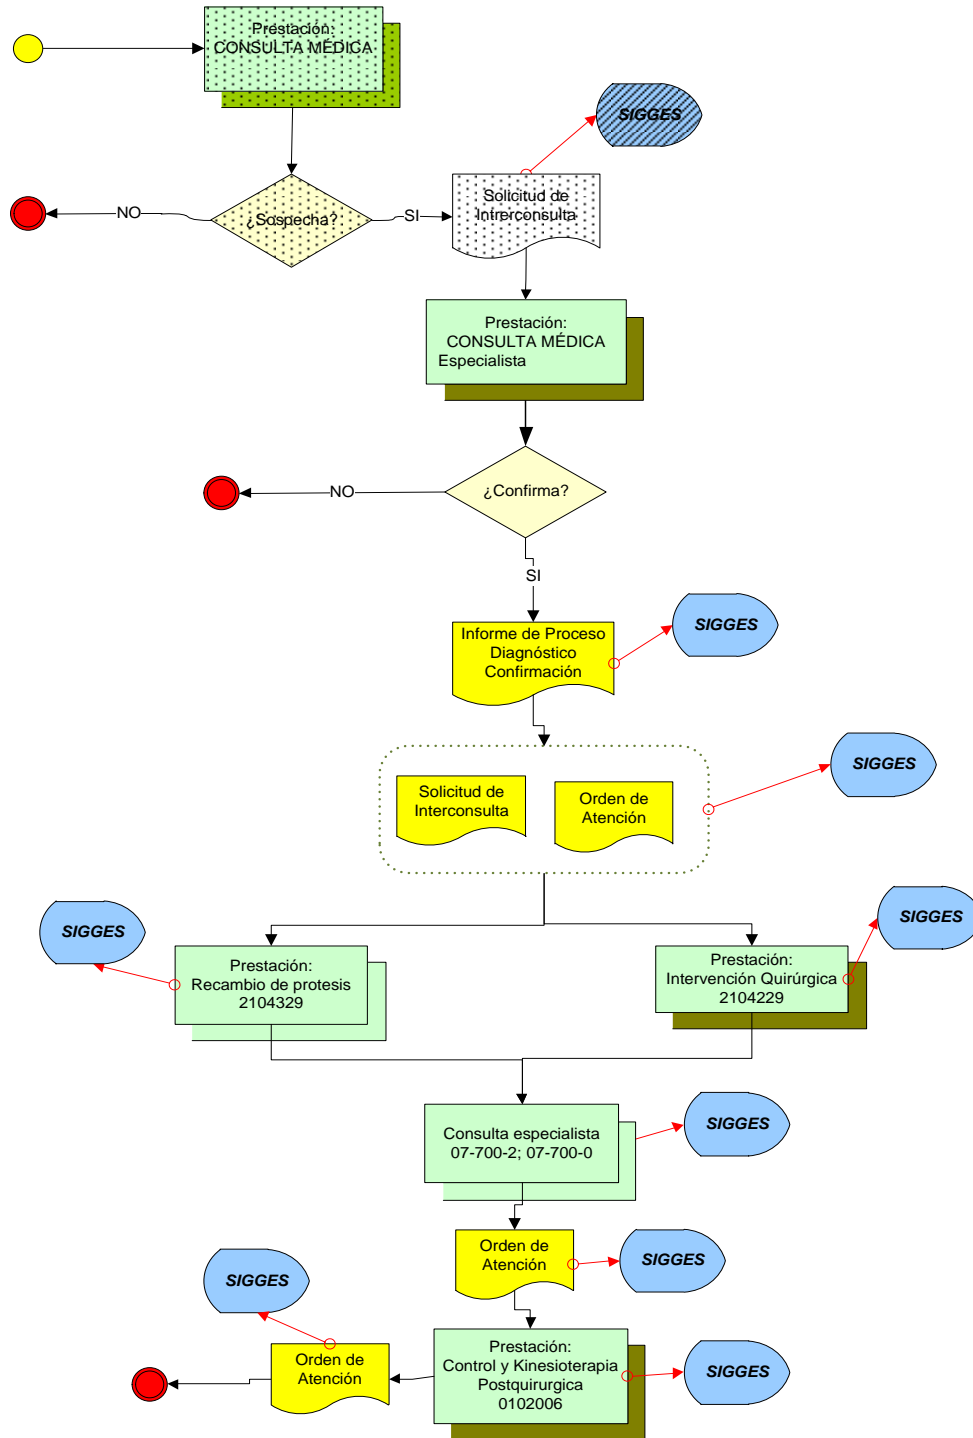 Prestación:
CONSULTA MÉDICA
SIGGES
Solicitud de
Intrerconsulta
NO
¿Sospecha?
SI
Prestación:
CONSULTA MÉDICA
Especialista
¿Confirma?
NO
SI
Informe de Proceso
Diagnóstico
Confirmación
SIGGES
SIGGES
Solicitud de
Interconsulta
Orden de
Atención
SIGGES
SIGGES
Prestación:
Recambio de protesis
2104329
Prestación:
Intervención Quirúrgica
2104229
Consulta especialista
07-700-2; 07-700-0
SIGGES
Orden de
Atención
SIGGES
SIGGES
Orden de
Atención
Prestación:
Control y Kinesioterapia
Postquirurgica
0102006
SIGGES